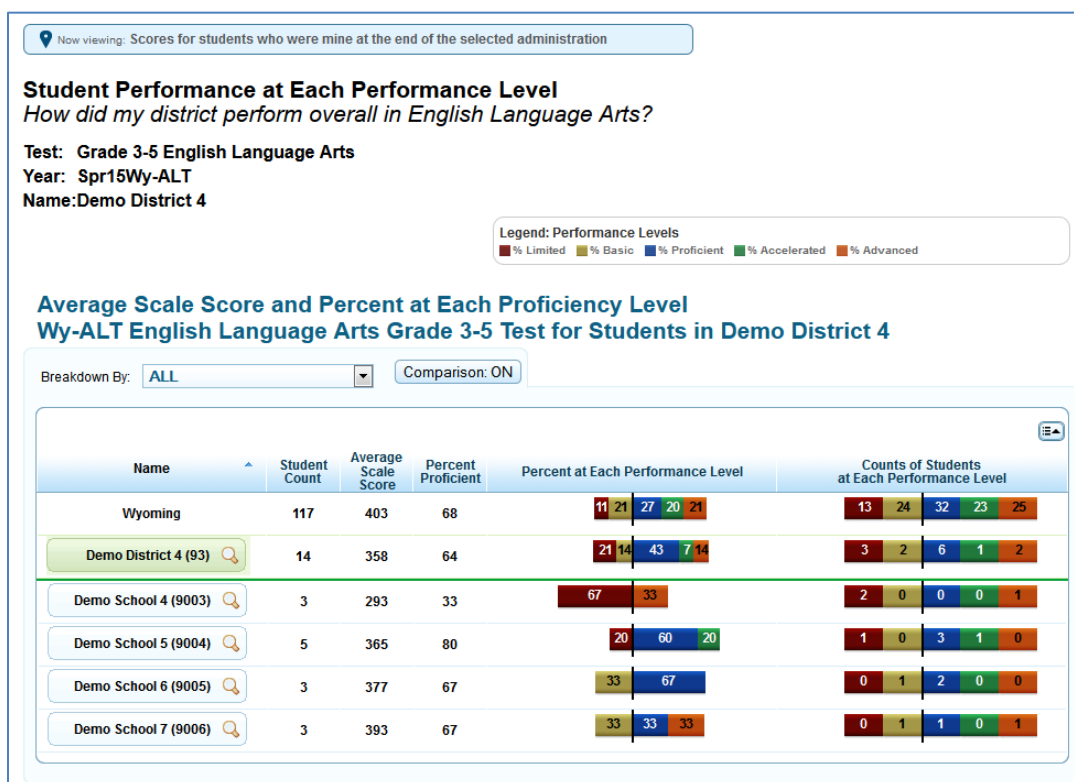 Now viewing: Scores for students who were mine at the end of the selected administration
Student Performance at Each Performance Level
How did my district perform overall in English Language Arts?
Test: Grade 3-5 English Language Arts
Year: Spr15Wy-ALT
Name:Demo District 4
Legend: Performance Levels
% Limited % Basic % Proficient % Accelerated % Advanced
Average Scale Score and Percent at Each Proficiency Level
Wy-ALT English Language Arts Grade 3-5 Test for Students in Demo District 4
Breakdown By: ALL Comparison: ON
Name Student Count Average Scale Score Percent Proficient Percent at Each Performance Level Counts of Students at Each Performance Level
Wyoming 117 403 68 11 21 27 20 21 13 24 32 23 25
Demo District 4 (93) 14 358 64 21 14 43 7 14 3 2 6 1 2
Demo School 4 (9003) 3 293 33 67 33 2 0 0 0 1
Demo School 5 (9004) 5 365 80 20 60 20 1 0 3 1 0
Demo School 6 (9005) 3 377 67 33 67 0 1 2 0 0
Demo School 7 (9006) 3 393 67 33 33 33 0 1 1 0 1